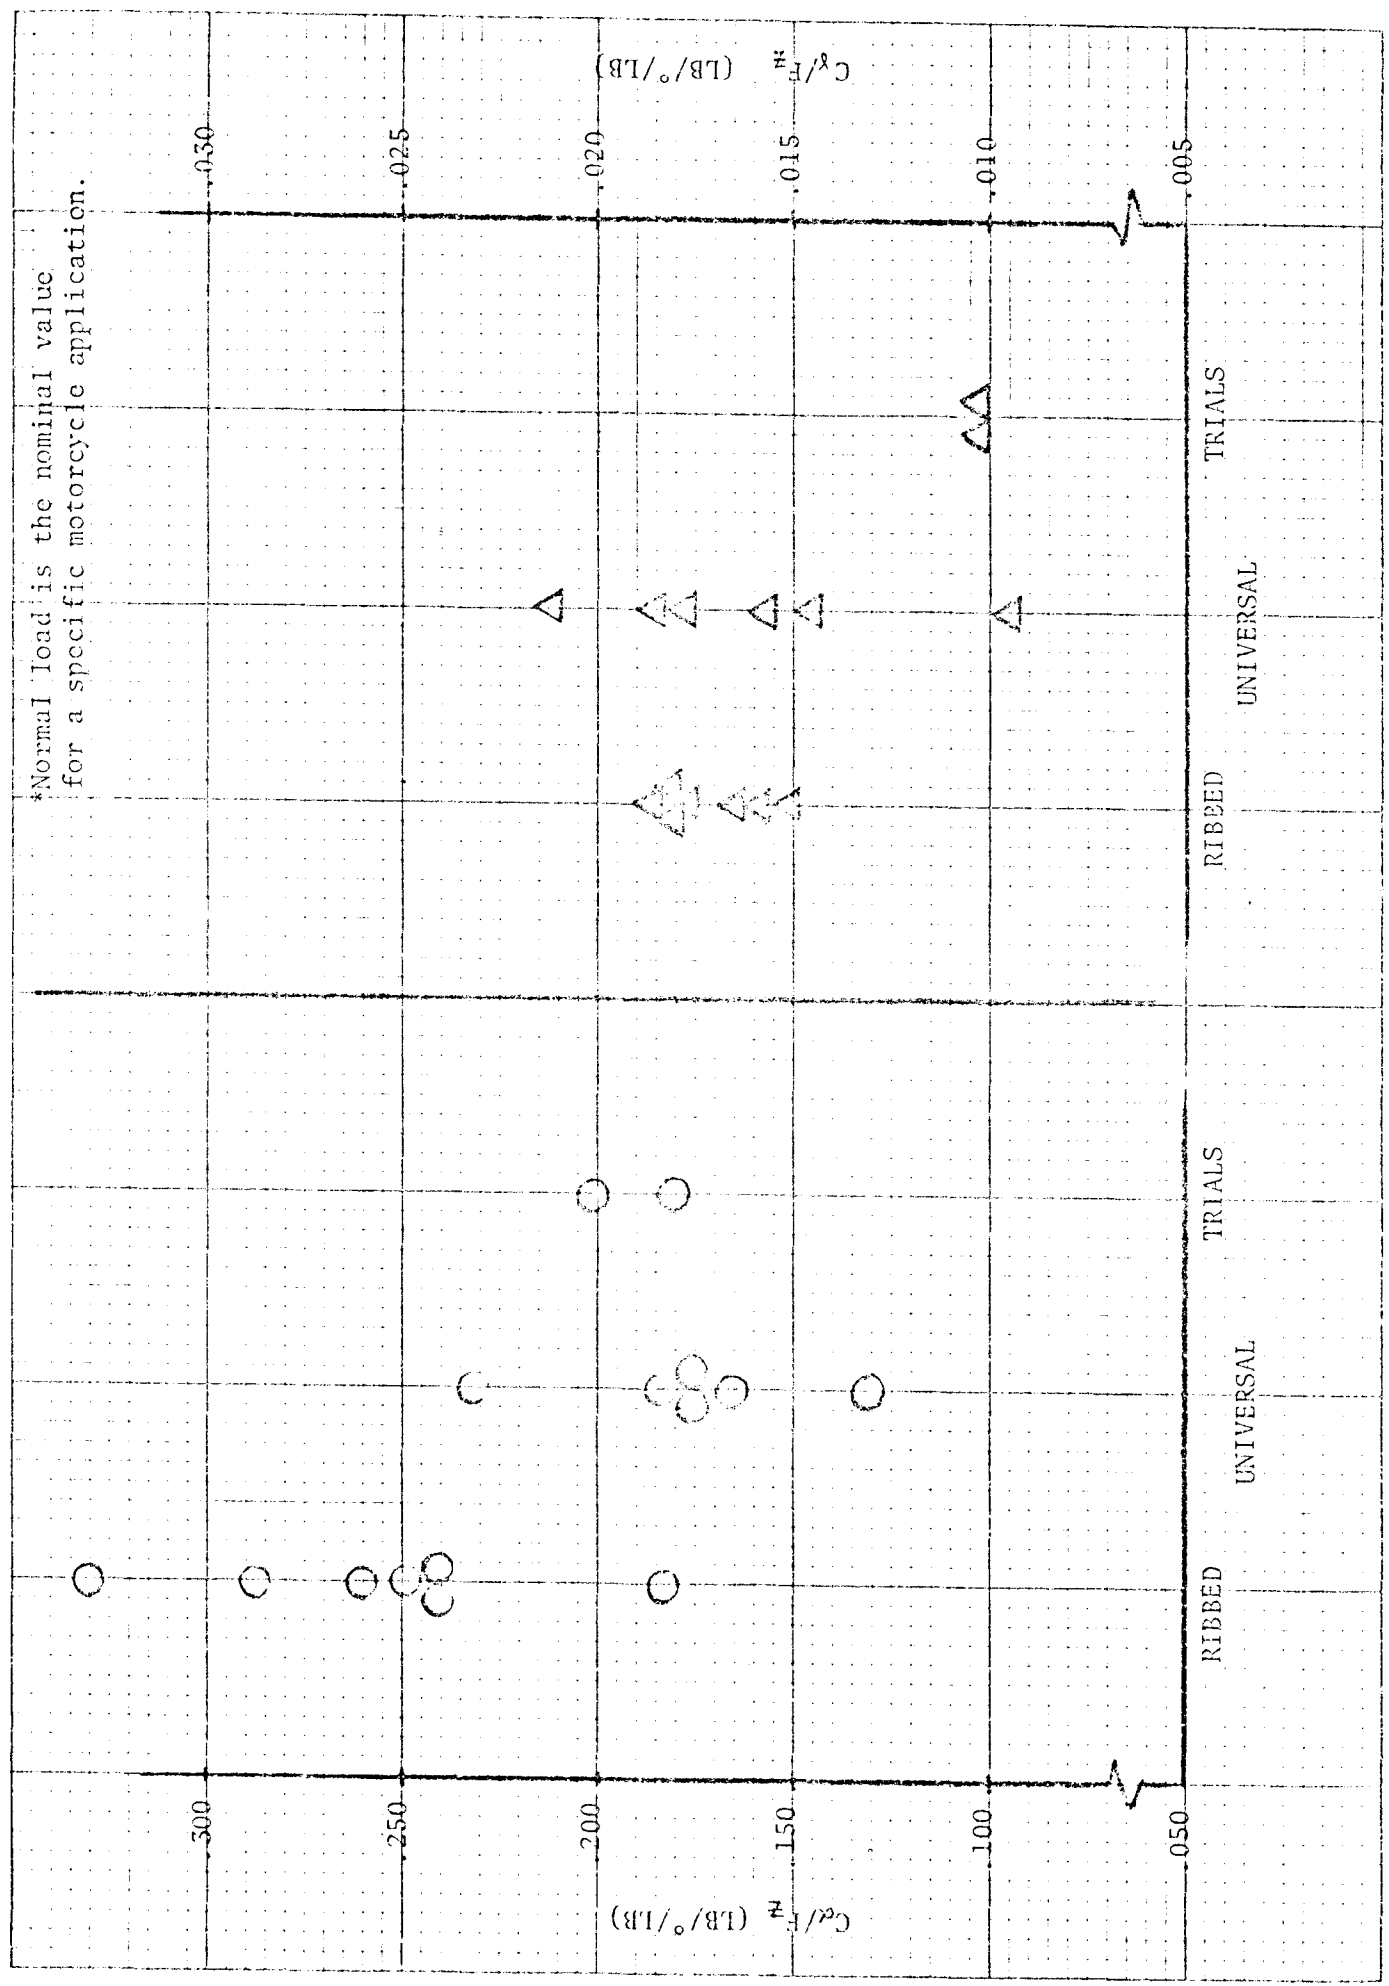 *Normal load is the nominal value
for a specific motorcycle application.
Cα/Fz (LB/°/LB)
.300
.250
.200
.150
.100
.050
RIBBED
UNIVERSAL
TRIALS
RIBBED
UNIVERSAL
TRIALS
.030
.025
.020
.015
.010
.005
Cγ/Fz (LB/°/LB)